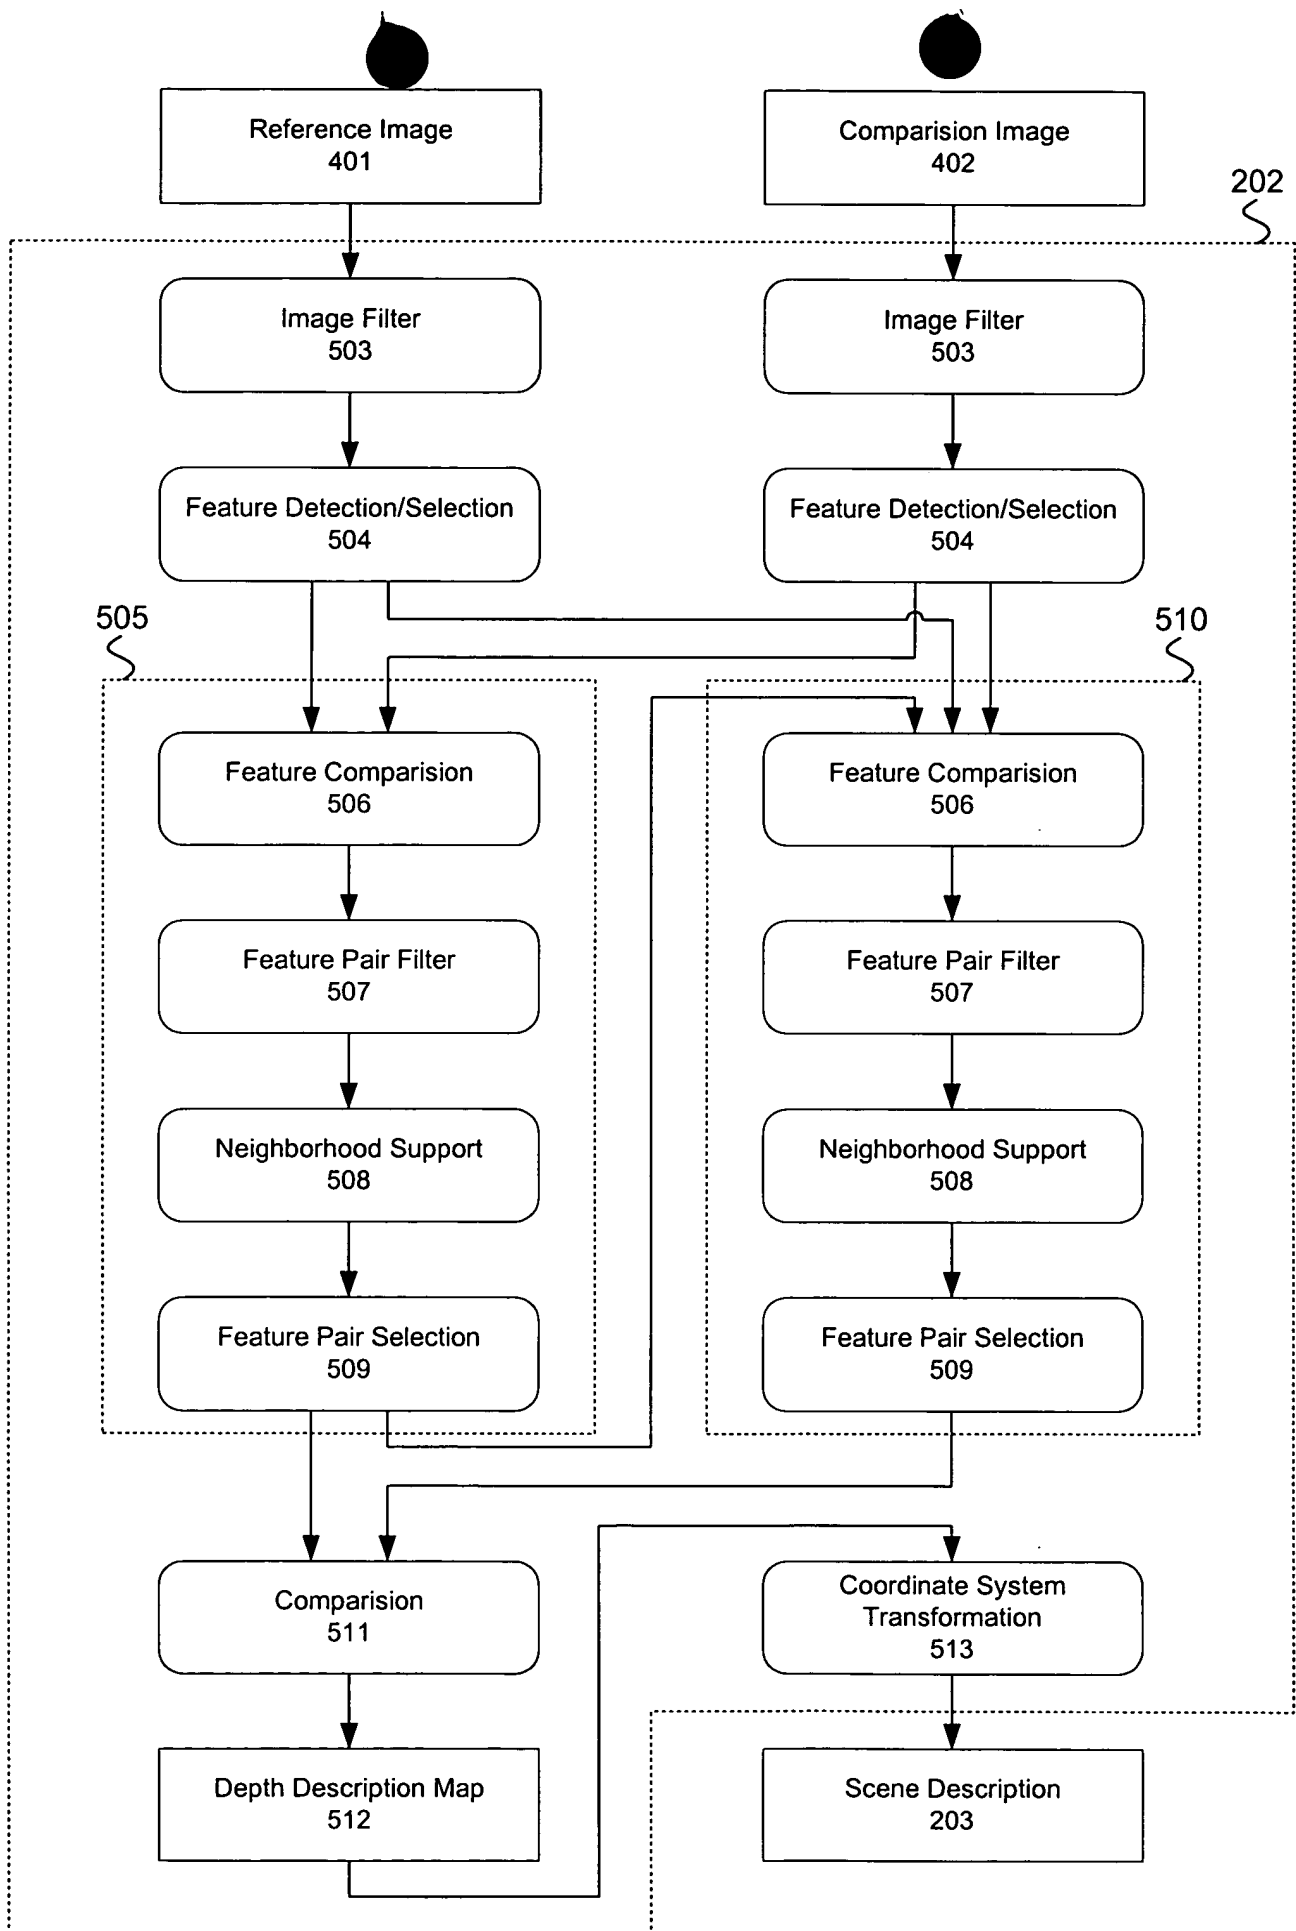 Reference Image
401
Comparision Image
402
202
Image Filter
503
Image Filter
503
Feature Detection/Selection
504
Feature Detection/Selection
504
505
510
Feature Comparision
506
Feature Comparision
506
Feature Pair Filter
507
Feature Pair Filter
507
Neighborhood Support
508
Neighborhood Support
508
Feature Pair Selection
509
Feature Pair Selection
509
Comparision
511
Coordinate System
Transformation
513
Depth Description Map
512
Scene Description
203